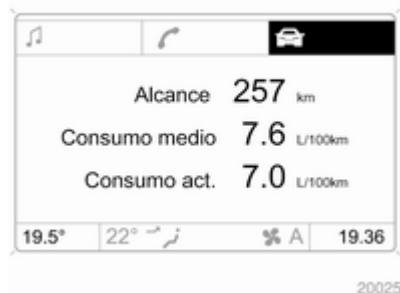 Alcance 257 km
Consumo medio 7.6 L/100km
Consumo act. 7.0 L/100km
19.5° 22° A 19.36
20025